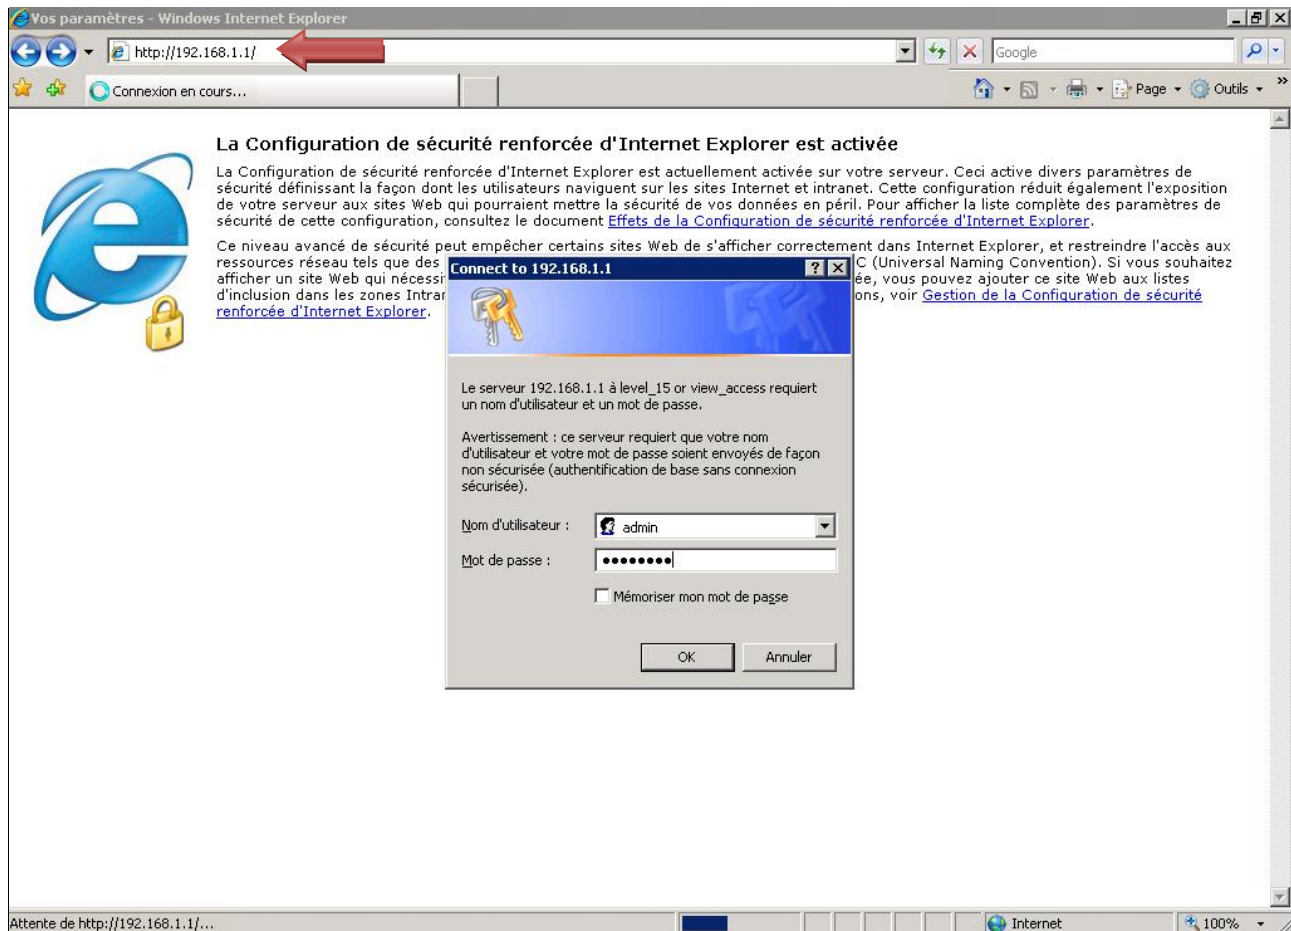 Vos paramètres - Windows Internet Explorer
http://192.168.1.1/
Google
Connexion en cours...
Page
Outils
»
La Configuration de sécurité renforcée d'Internet Explorer est activée
La Configuration de sécurité renforcée d'Internet Explorer est actuellement activée sur votre serveur. Ceci active divers paramètres de
sécurité définissant la façon dont les utilisateurs naviguent sur les sites Internet et intranet. Cette configuration réduit également l'exposition
de votre serveur aux sites Web qui pourraient mettre la sécurité de vos données en péril. Pour afficher la liste complète des paramètres de
sécurité de cette configuration, consultez le document Effets de la Configuration de sécurité renforcée d'Internet Explorer.
Ce niveau avancé de sécurité peut empêcher certains sites Web de s'afficher correctement dans Internet Explorer, et restreindre l'accès aux
ressources réseau tels que des C (Universal Naming Convention). Si vous souhaitez
afficher un site Web qui nécessi ée, vous pouvez ajouter ce site Web aux listes
d'inclusion dans les zones Intrar ons, voir Gestion de la Configuration de sécurité
renforcée d'Internet Explorer.
Connect to 192.168.1.1
Le serveur 192.168.1.1 à level_15 or view_access requiert
un nom d'utilisateur et un mot de passe.
Avertissement : ce serveur requiert que votre nom
d'utilisateur et votre mot de passe soient envoyés de façon
non sécurisée (authentification de base sans connexion
sécurisée).
Nom d'utilisateur :
admin
Mot de passe :
●●●●●●●●
Mémoriser mon mot de passe
OK
Annuler
Attente de http://192.168.1.1/...
Internet
100%